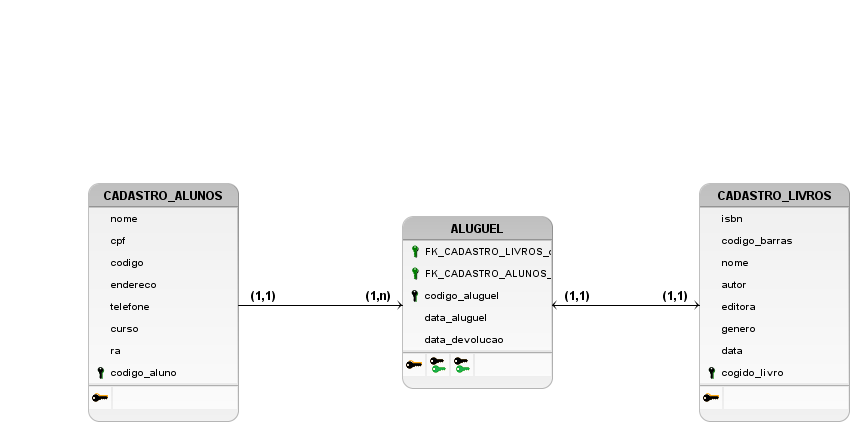 CADASTRO_ALUNOS
nome
cpf
codigo
endereco
telefone
curso
ra
codigo_aluno
(1,1)
(1,n)
ALUGUEL
FK_CADASTRO_LIVROS_
FK_CADASTRO_ALUNOS_
codigo_aluguel
data_aluguel
data_devolucao
(1,1)
(1,1)
CADASTRO_LIVROS
isbn
codigo_barras
nome
autor
editora
genero
data
cogido_livro